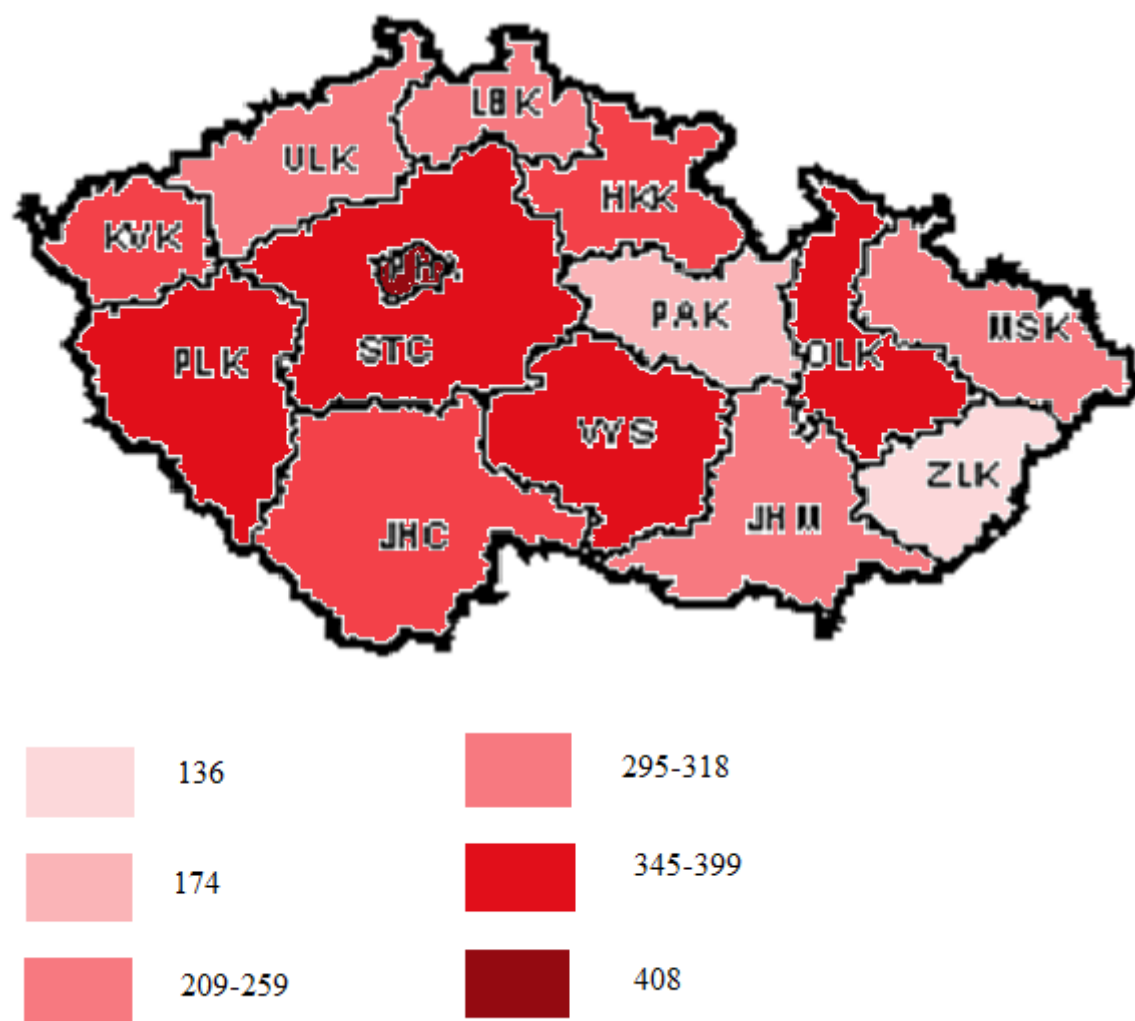 LBK
ULK
HKK
KVK
PHA
PAK
MSK
PLK
STC
OLK
VYS
ZLK
JHC
JHM
136
295-318
174
345-399
209-259
408